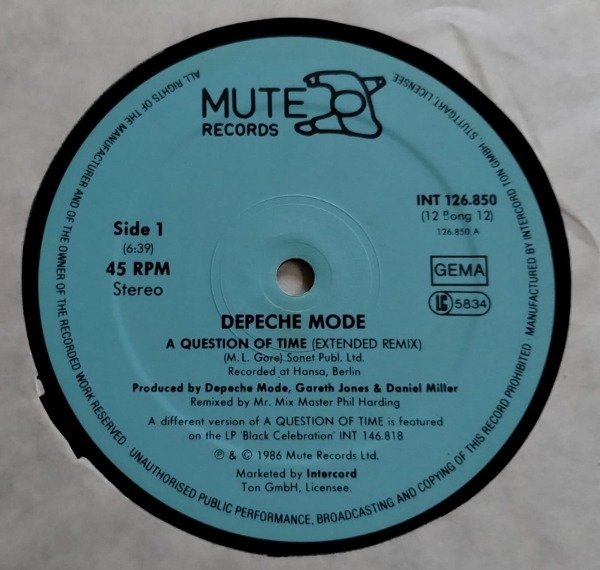 MUTE
RECORDS
INT 126.850
(12 Bong 12)
126.850 A
Side 1
(6:39)
45 RPM
Stereo
GEMA
LC 5834
DEPECHE MODE
A QUESTION OF TIME (EXTENDED REMIX)
(M. L. Gore) Sonet Publ. Ltd.
Recorded at Hansa, Berlin
Produced by Depeche Mode, Gareth Jones & Daniel Miller
Remixed by Mr. Mix Master Phil Harding
A different version of A QUESTION OF TIME is featured
on the LP 'Black Celebration' INT 146.818
℗ & © 1986 Mute Records Ltd.
Marketed by Intercord
Ton GmbH, Licensee.
ALL RIGHTS OF THE MANUFACTURER AND OF THE OWNER OF THE RECORDED WORK RESERVED · UNAUTHORISED PUBLIC PERFORMANCE, BROADCASTING AND COPYING OF THIS RECORD PROHIBITED MANUFACTURED BY INTERCORD TON GMBH., STUTTGART, LICENSEE.